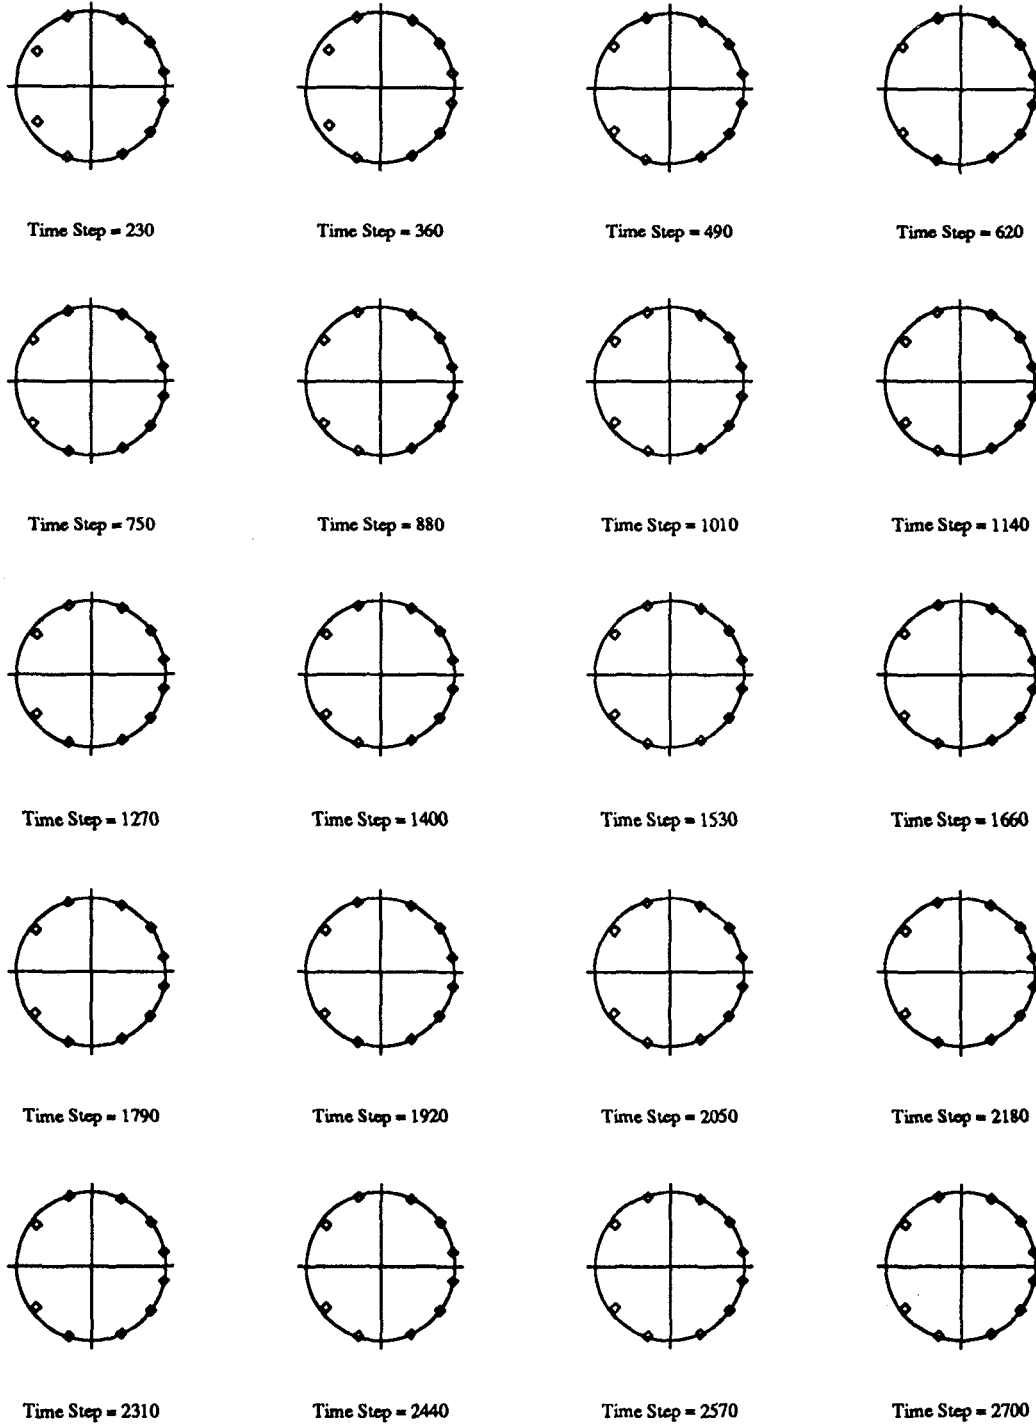 Time Step = 230
Time Step = 360
Time Step = 490
Time Step = 620
Time Step = 750
Time Step = 880
Time Step = 1010
Time Step = 1140
Time Step = 1270
Time Step = 1400
Time Step = 1530
Time Step = 1660
Time Step = 1790
Time Step = 1920
Time Step = 2050
Time Step = 2180
Time Step = 2310
Time Step = 2440
Time Step = 2570
Time Step = 2700